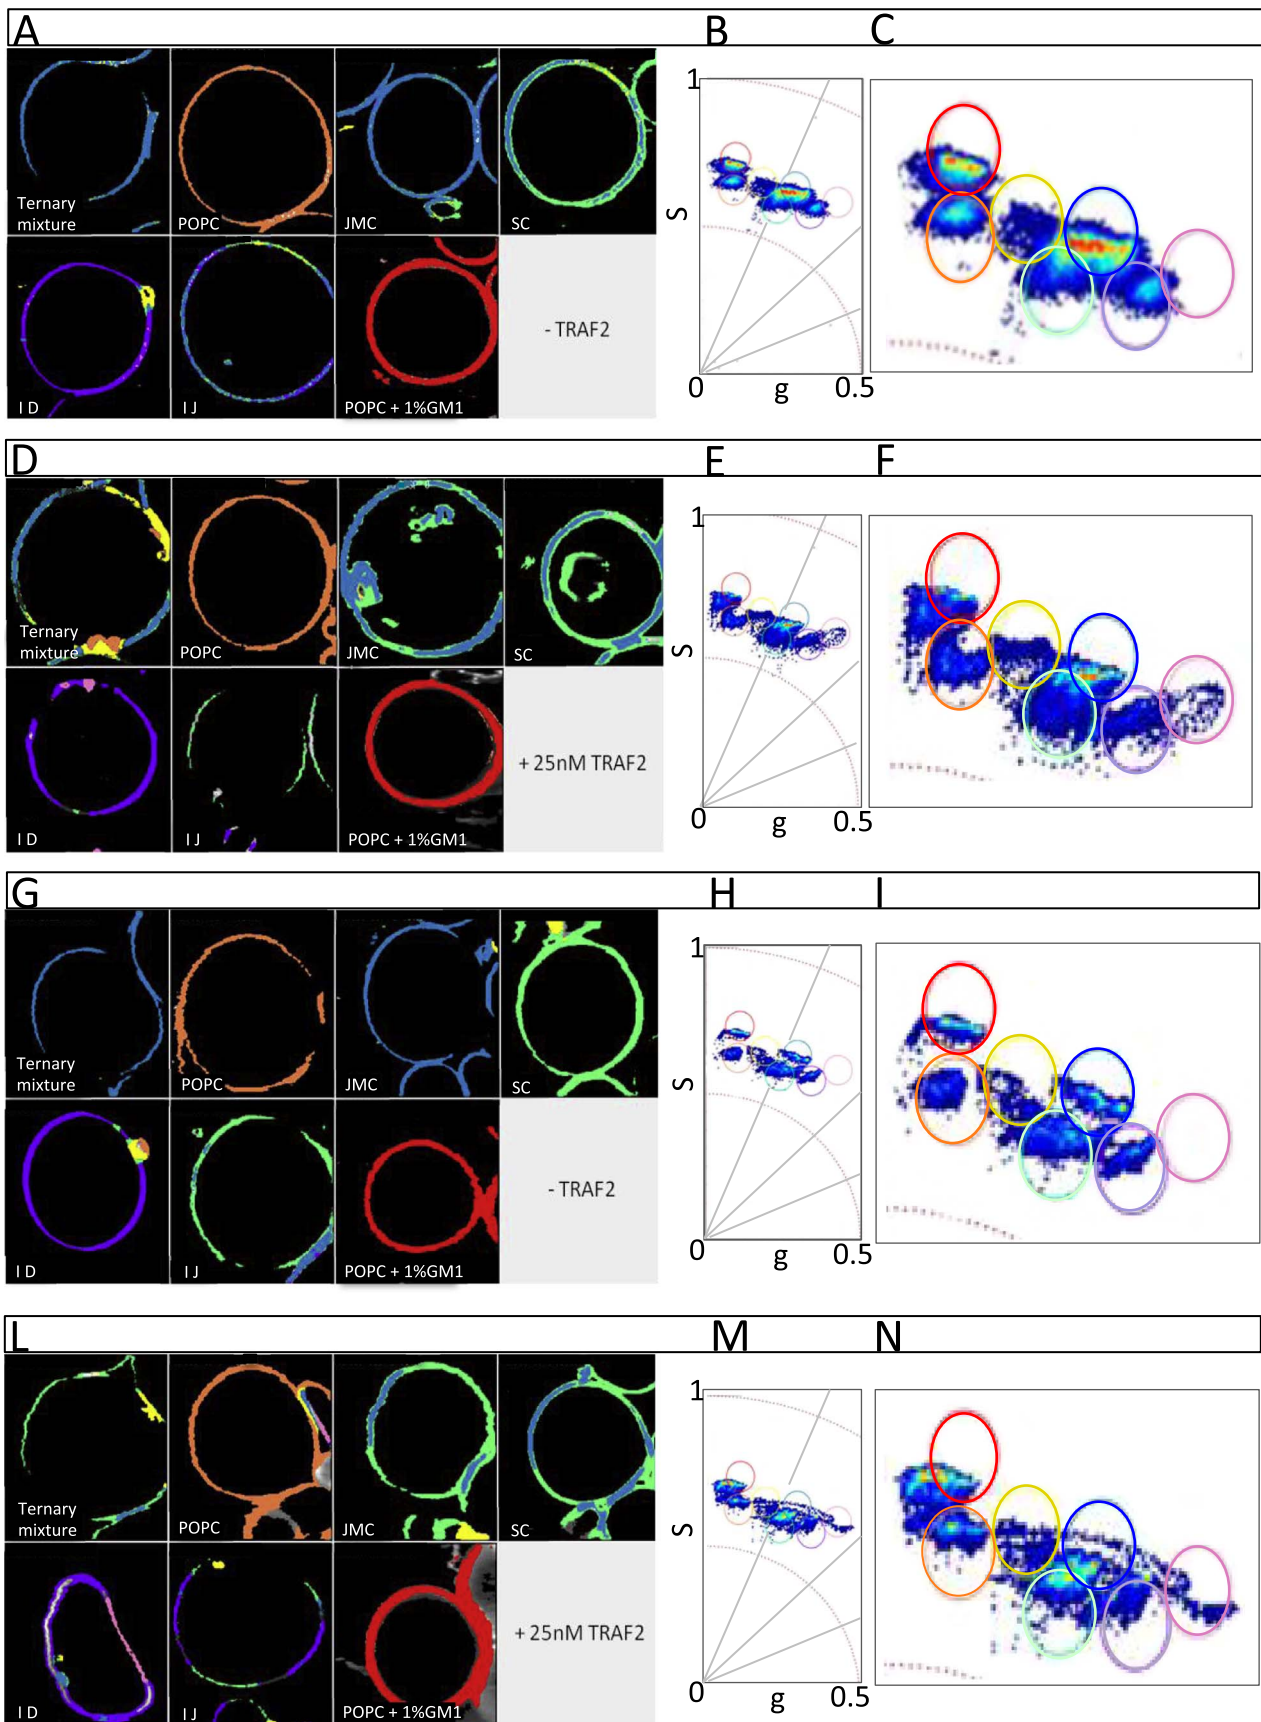 A B C
Ternary
mixture
POPC
JMC
SC
I D
I J
POPC + 1%GM1
- TRAF2
1
S
0
g
0.5
D E F
Ternary
mixture
POPC
JMC
SC
I D
I J
POPC + 1%GM1
+ 25nM TRAF2
1
S
0
g
0.5
G H I
Ternary
mixture
POPC
JMC
SC
I D
I J
POPC + 1%GM1
- TRAF2
1
S
0
g
0.5
L M N
Ternary
mixture
POPC
JMC
SC
I D
I J
POPC + 1%GM1
+ 25nM TRAF2
1
S
0
g
0.5